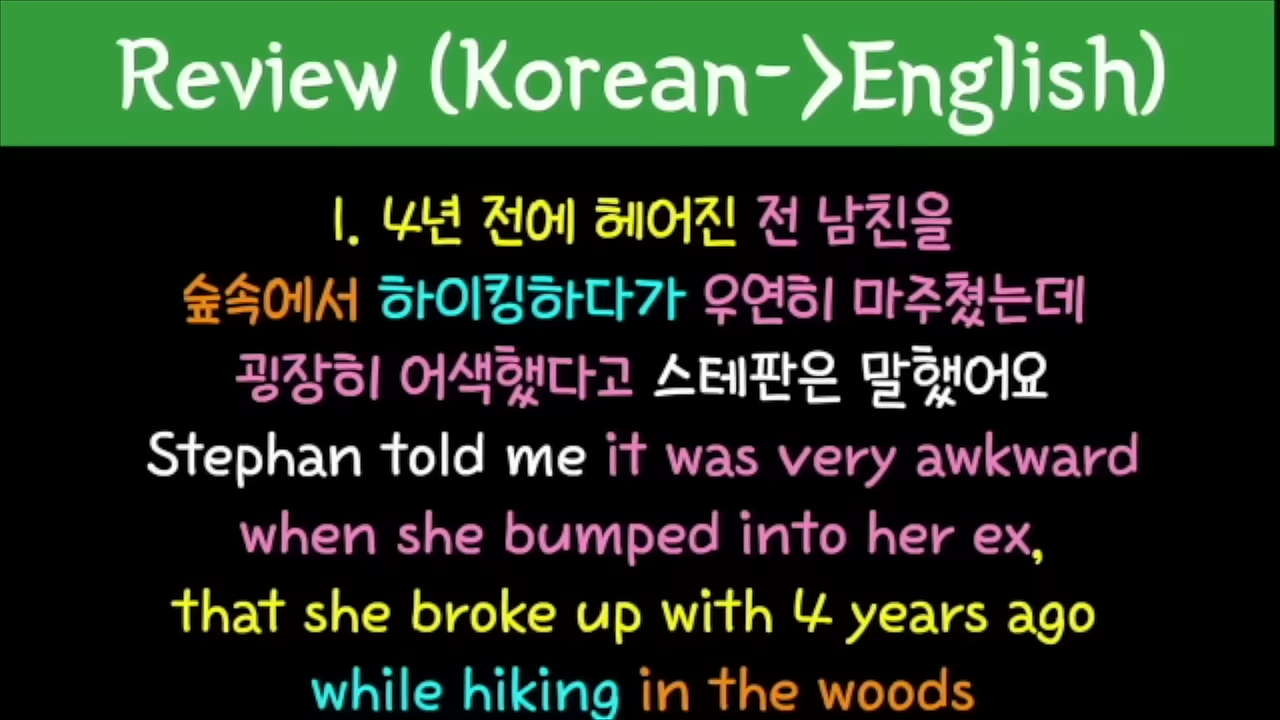 Review (Korean->English)
1. 4년 전에 헤어진 전 남친을
숲속에서 하이킹하다가 우연히 마주쳤는데
굉장히 어색했다고 스테판은 말했어요
Stephan told me it was very awkward
when she bumped into her ex,
that she broke up with 4 years ago
while hiking in the woods